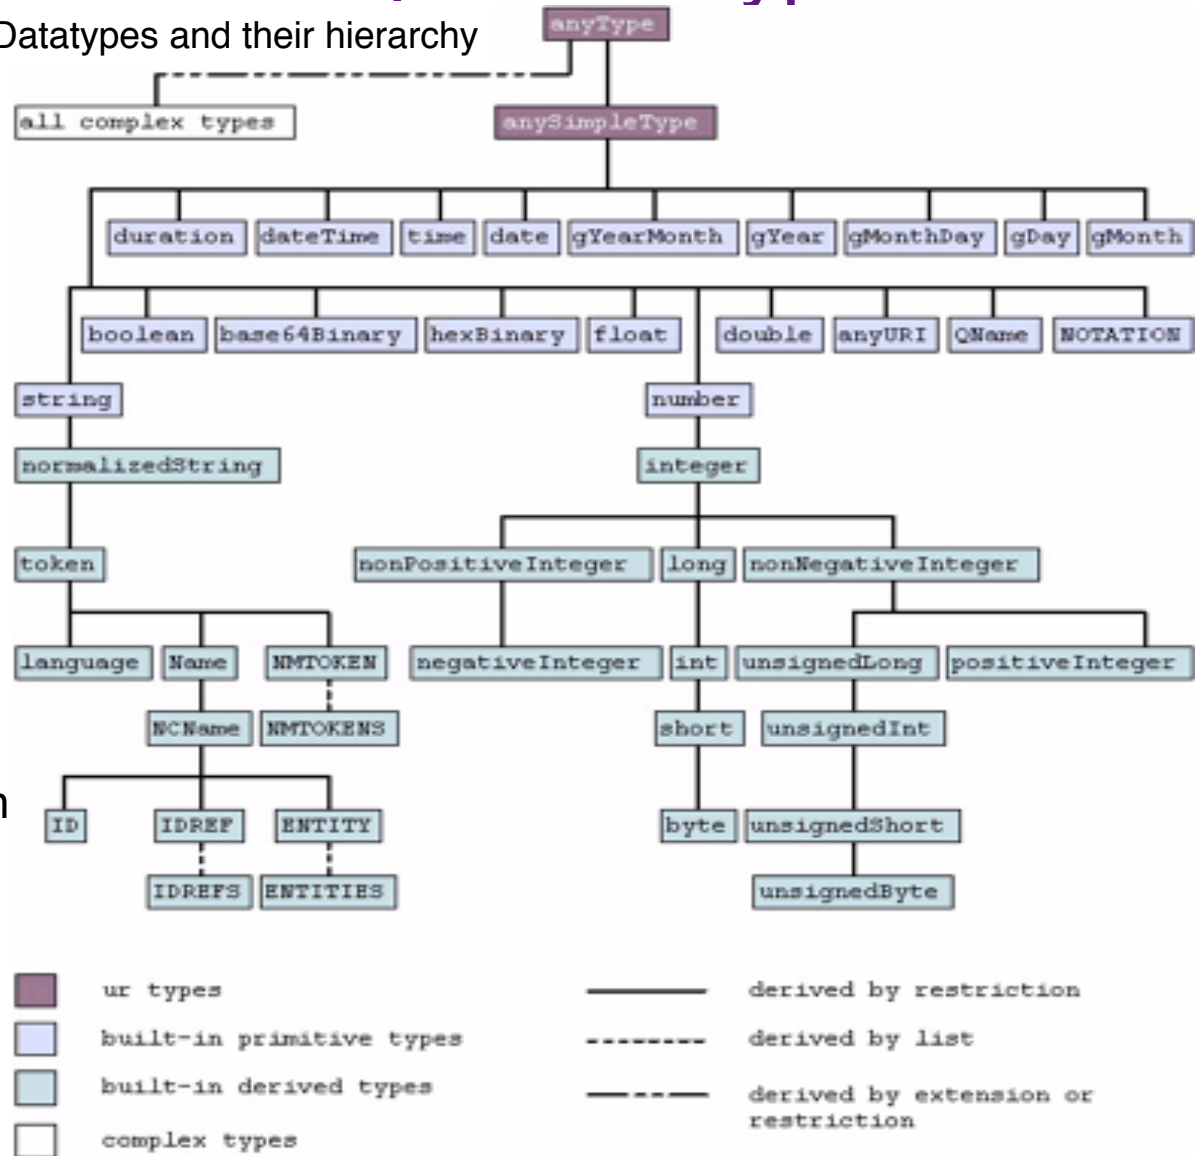 Datatypes and their hierarchy
anyType
all complex types
anySimpleType
duration dateTime time date gYearMonth gYear gMonthDay gDay gMonth
boolean base64Binary hexBinary float double anyURI QName NOTATION
string number
normalizedString integer
token nonPositiveInteger long nonNegativeInteger
language Name NMTOKEN negativeInteger int unsignedLong positiveInteger
NCName NMTOKENS short unsignedInt
ID IDREF ENTITY byte unsignedShort
IDREFS ENTITIES unsignedByte
ur types derived by restriction
built-in primitive types derived by list
built-in derived types derived by extension or
restriction
complex types